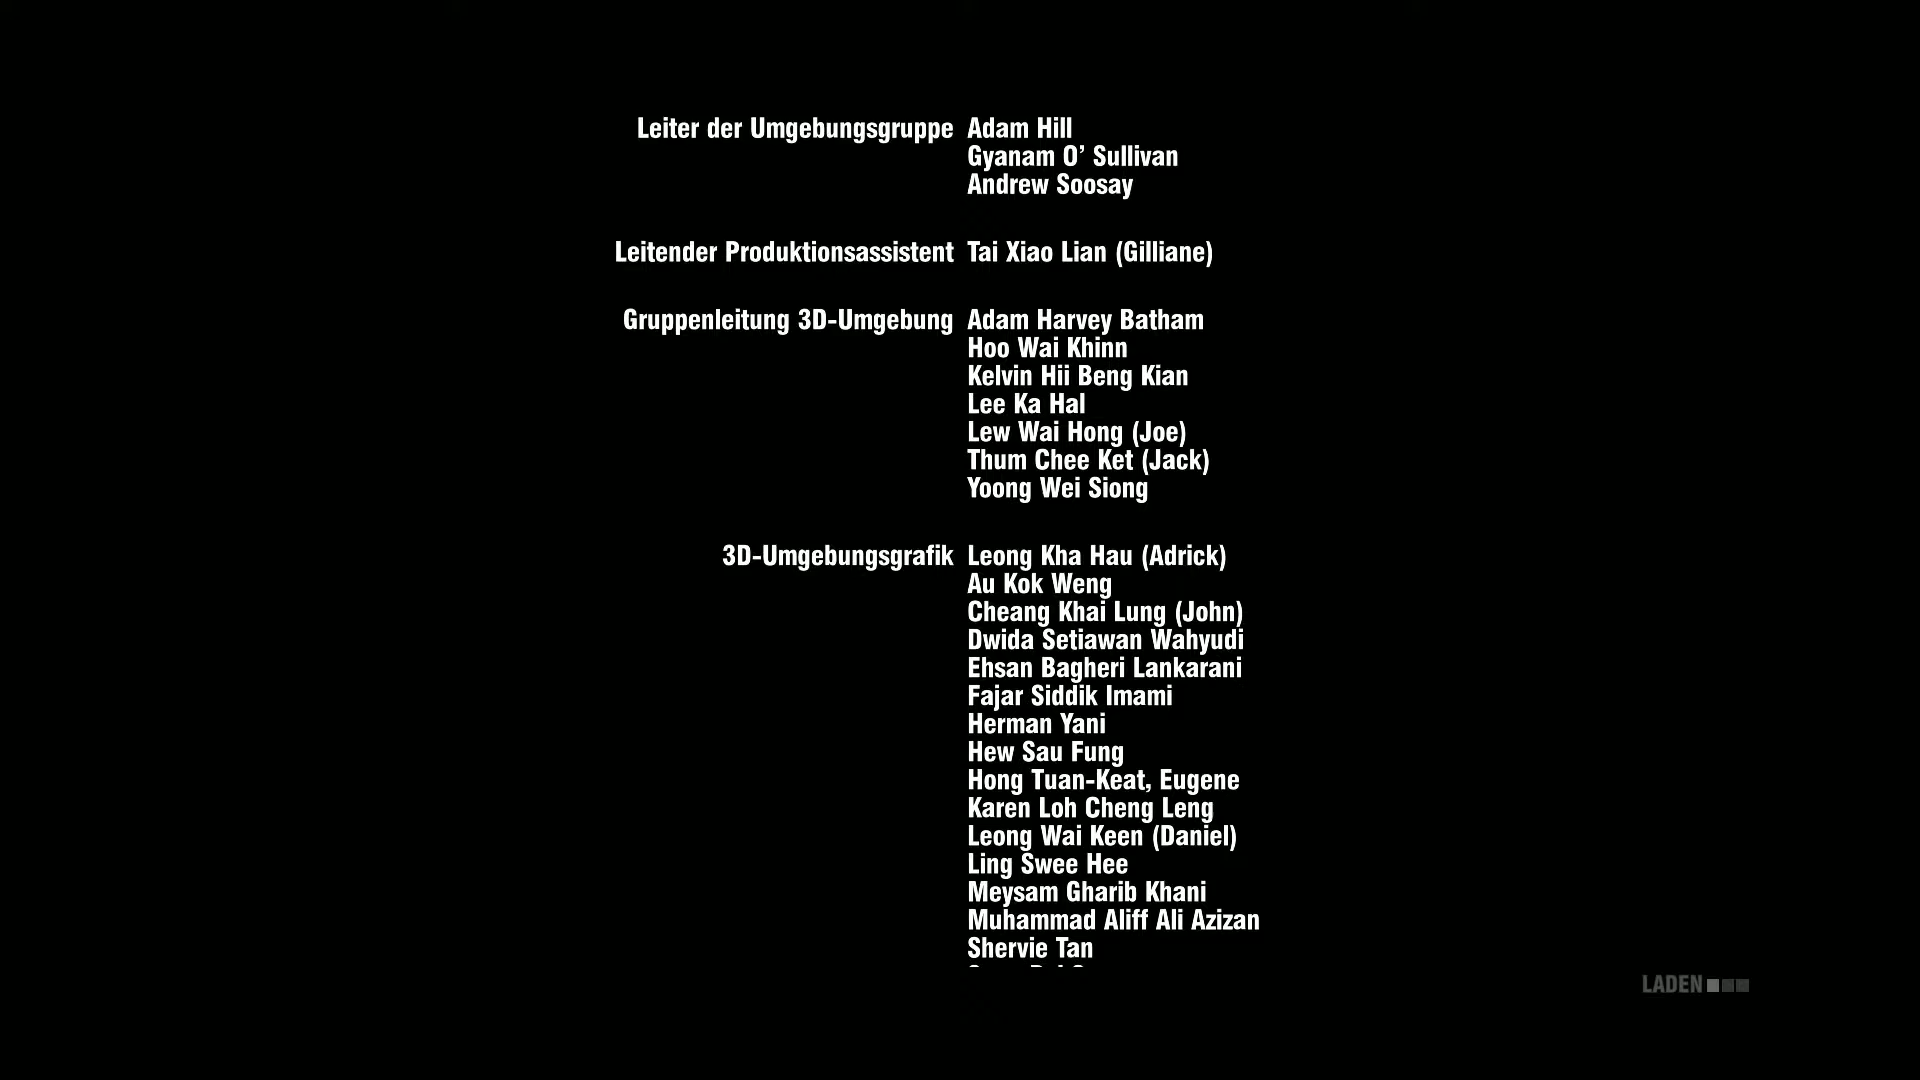 Leiter der Umgebungsgruppe Adam Hill
Gyanam O’ Sullivan
Andrew Soosay
Leitender Produktionsassistent Tai Xiao Lian (Gilliane)
Gruppenleitung 3D-Umgebung Adam Harvey Batham
Hoo Wai Khinn
Kelvin Hii Beng Kian
Lee Ka Hal
Lew Wai Hong (Joe)
Thum Chee Ket (Jack)
Yoong Wei Siong
3D-Umgebungsgrafik Leong Kha Hau (Adrick)
Au Kok Weng
Cheang Khai Lung (John)
Dwida Setiawan Wahyudi
Ehsan Bagheri Lankarani
Fajar Siddik Imami
Herman Yani
Hew Sau Fung
Hong Tuan-Keat, Eugene
Karen Loh Cheng Leng
Leong Wai Keen (Daniel)
Ling Swee Hee
Meysam Gharib Khani
Muhammad Aliff Ali Azizan
Shervie Tan
LADEN